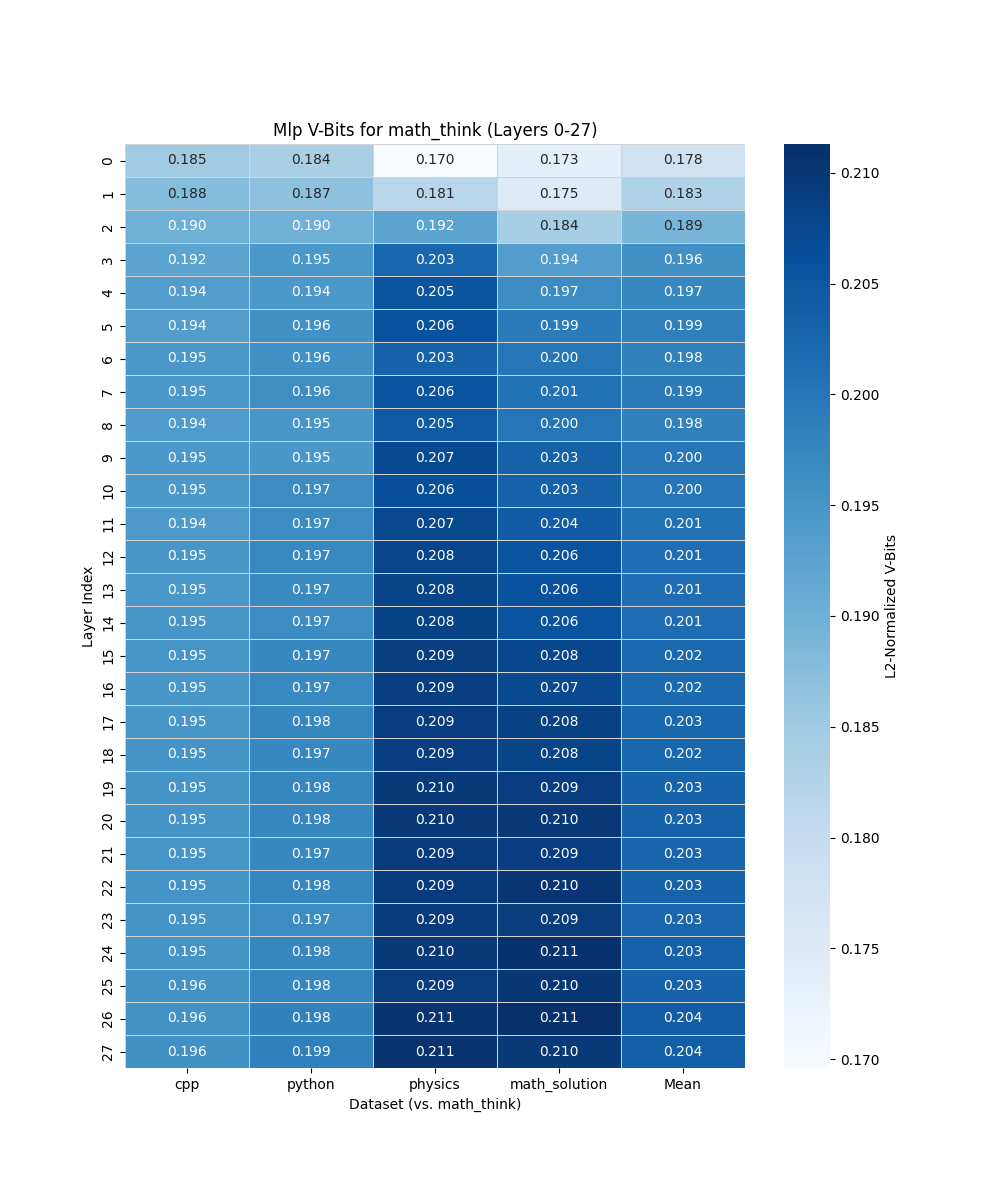 Mlp V-Bits for math_think (Layers 0-27)
0 0.185 0.184 0.170 0.173 0.178
1 0.188 0.187 0.181 0.175 0.183
2 0.190 0.190 0.192 0.184 0.189
3 0.192 0.195 0.203 0.194 0.196
4 0.194 0.194 0.205 0.197 0.197
5 0.194 0.196 0.206 0.199 0.199
6 0.195 0.196 0.203 0.200 0.198
7 0.195 0.196 0.206 0.201 0.199
8 0.194 0.195 0.205 0.200 0.198
9 0.195 0.195 0.207 0.203 0.200
10 0.195 0.197 0.206 0.203 0.200
11 0.194 0.197 0.207 0.204 0.201
12 0.195 0.197 0.208 0.206 0.201
13 0.195 0.197 0.208 0.206 0.201
14 0.195 0.197 0.208 0.206 0.201
15 0.195 0.197 0.209 0.208 0.202
16 0.195 0.197 0.209 0.207 0.202
17 0.195 0.198 0.209 0.208 0.203
18 0.195 0.197 0.209 0.208 0.202
19 0.195 0.198 0.210 0.209 0.203
20 0.195 0.198 0.210 0.210 0.203
21 0.195 0.197 0.209 0.209 0.203
22 0.195 0.198 0.209 0.210 0.203
23 0.195 0.197 0.209 0.209 0.203
24 0.195 0.198 0.210 0.211 0.203
25 0.196 0.198 0.209 0.210 0.203
26 0.196 0.198 0.211 0.211 0.204
27 0.196 0.199 0.211 0.210 0.204
cpp python physics math_solution Mean
Dataset (vs. math_think)
Layer Index
0.210
0.205
0.200
0.195
0.190
0.185
0.180
0.175
0.170
L2-Normalized V-Bits